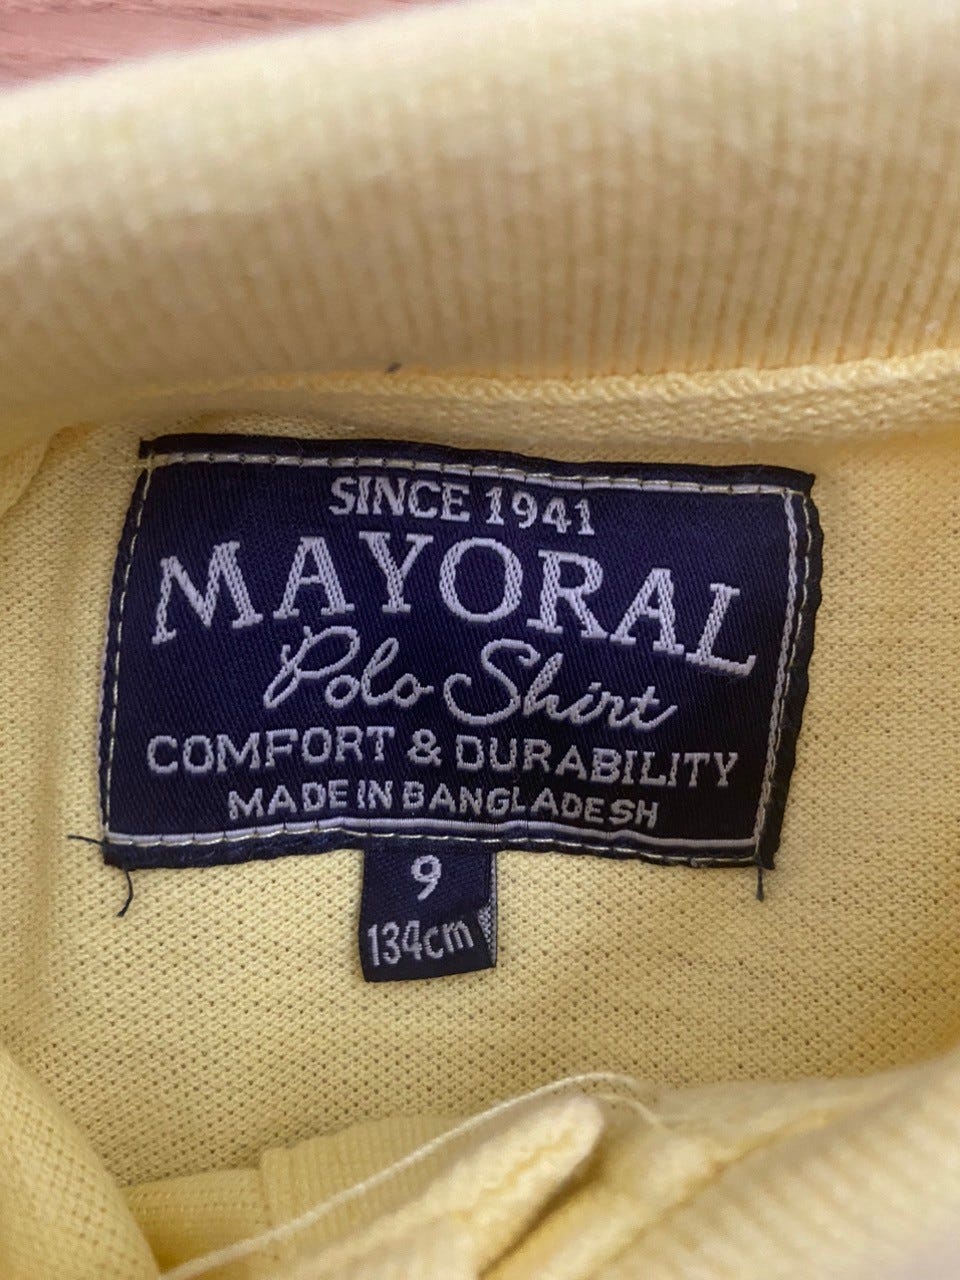 SINCE 1941
MAYORAL
Polo Shirt
COMFORT & DURABILITY
MADE IN BANGLADESH
9
134cm